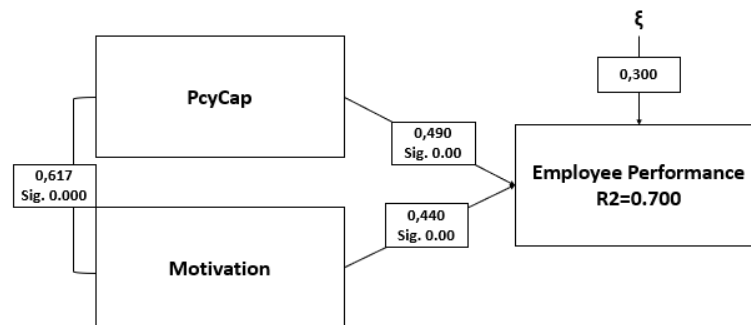 ξ
0,300
PcyCap
0,490
Sig. 0.00
Employee Performance
R2=0.700
0,617
Sig. 0.000
0,440
Sig. 0.00
Motivation